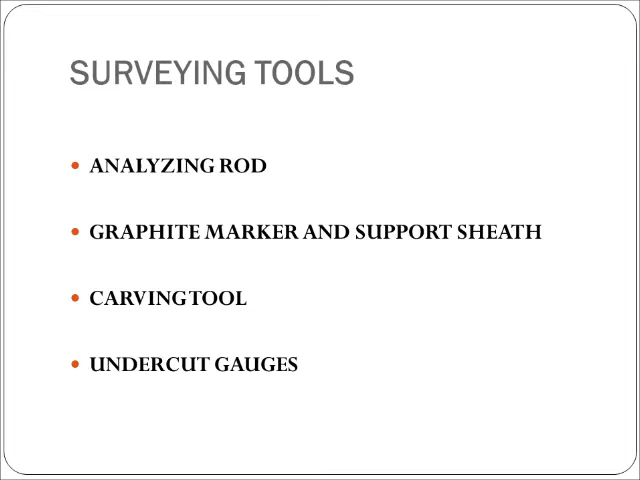 SURVEYING TOOLS
• ANALYZING ROD
• GRAPHITE MARKER AND SUPPORT SHEATH
• CARVING TOOL
• UNDERCUT GAUGES